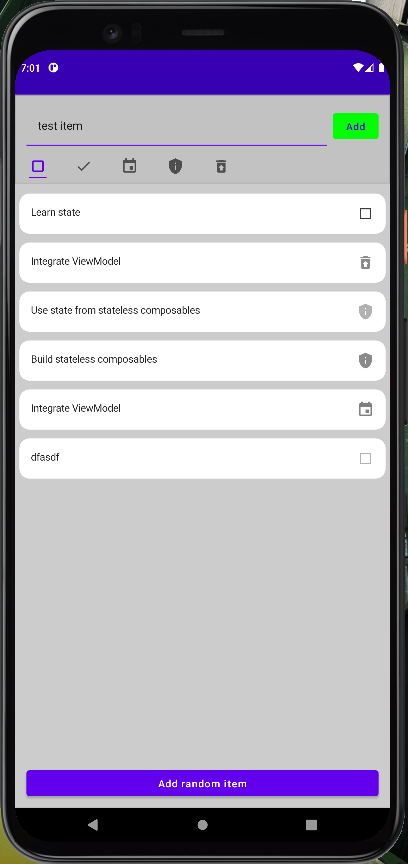 7:01
test item
Add
Learn state
Integrate ViewModel
Use state from stateless composables
Build stateless composables
Integrate ViewModel
dfasdf
Add random item